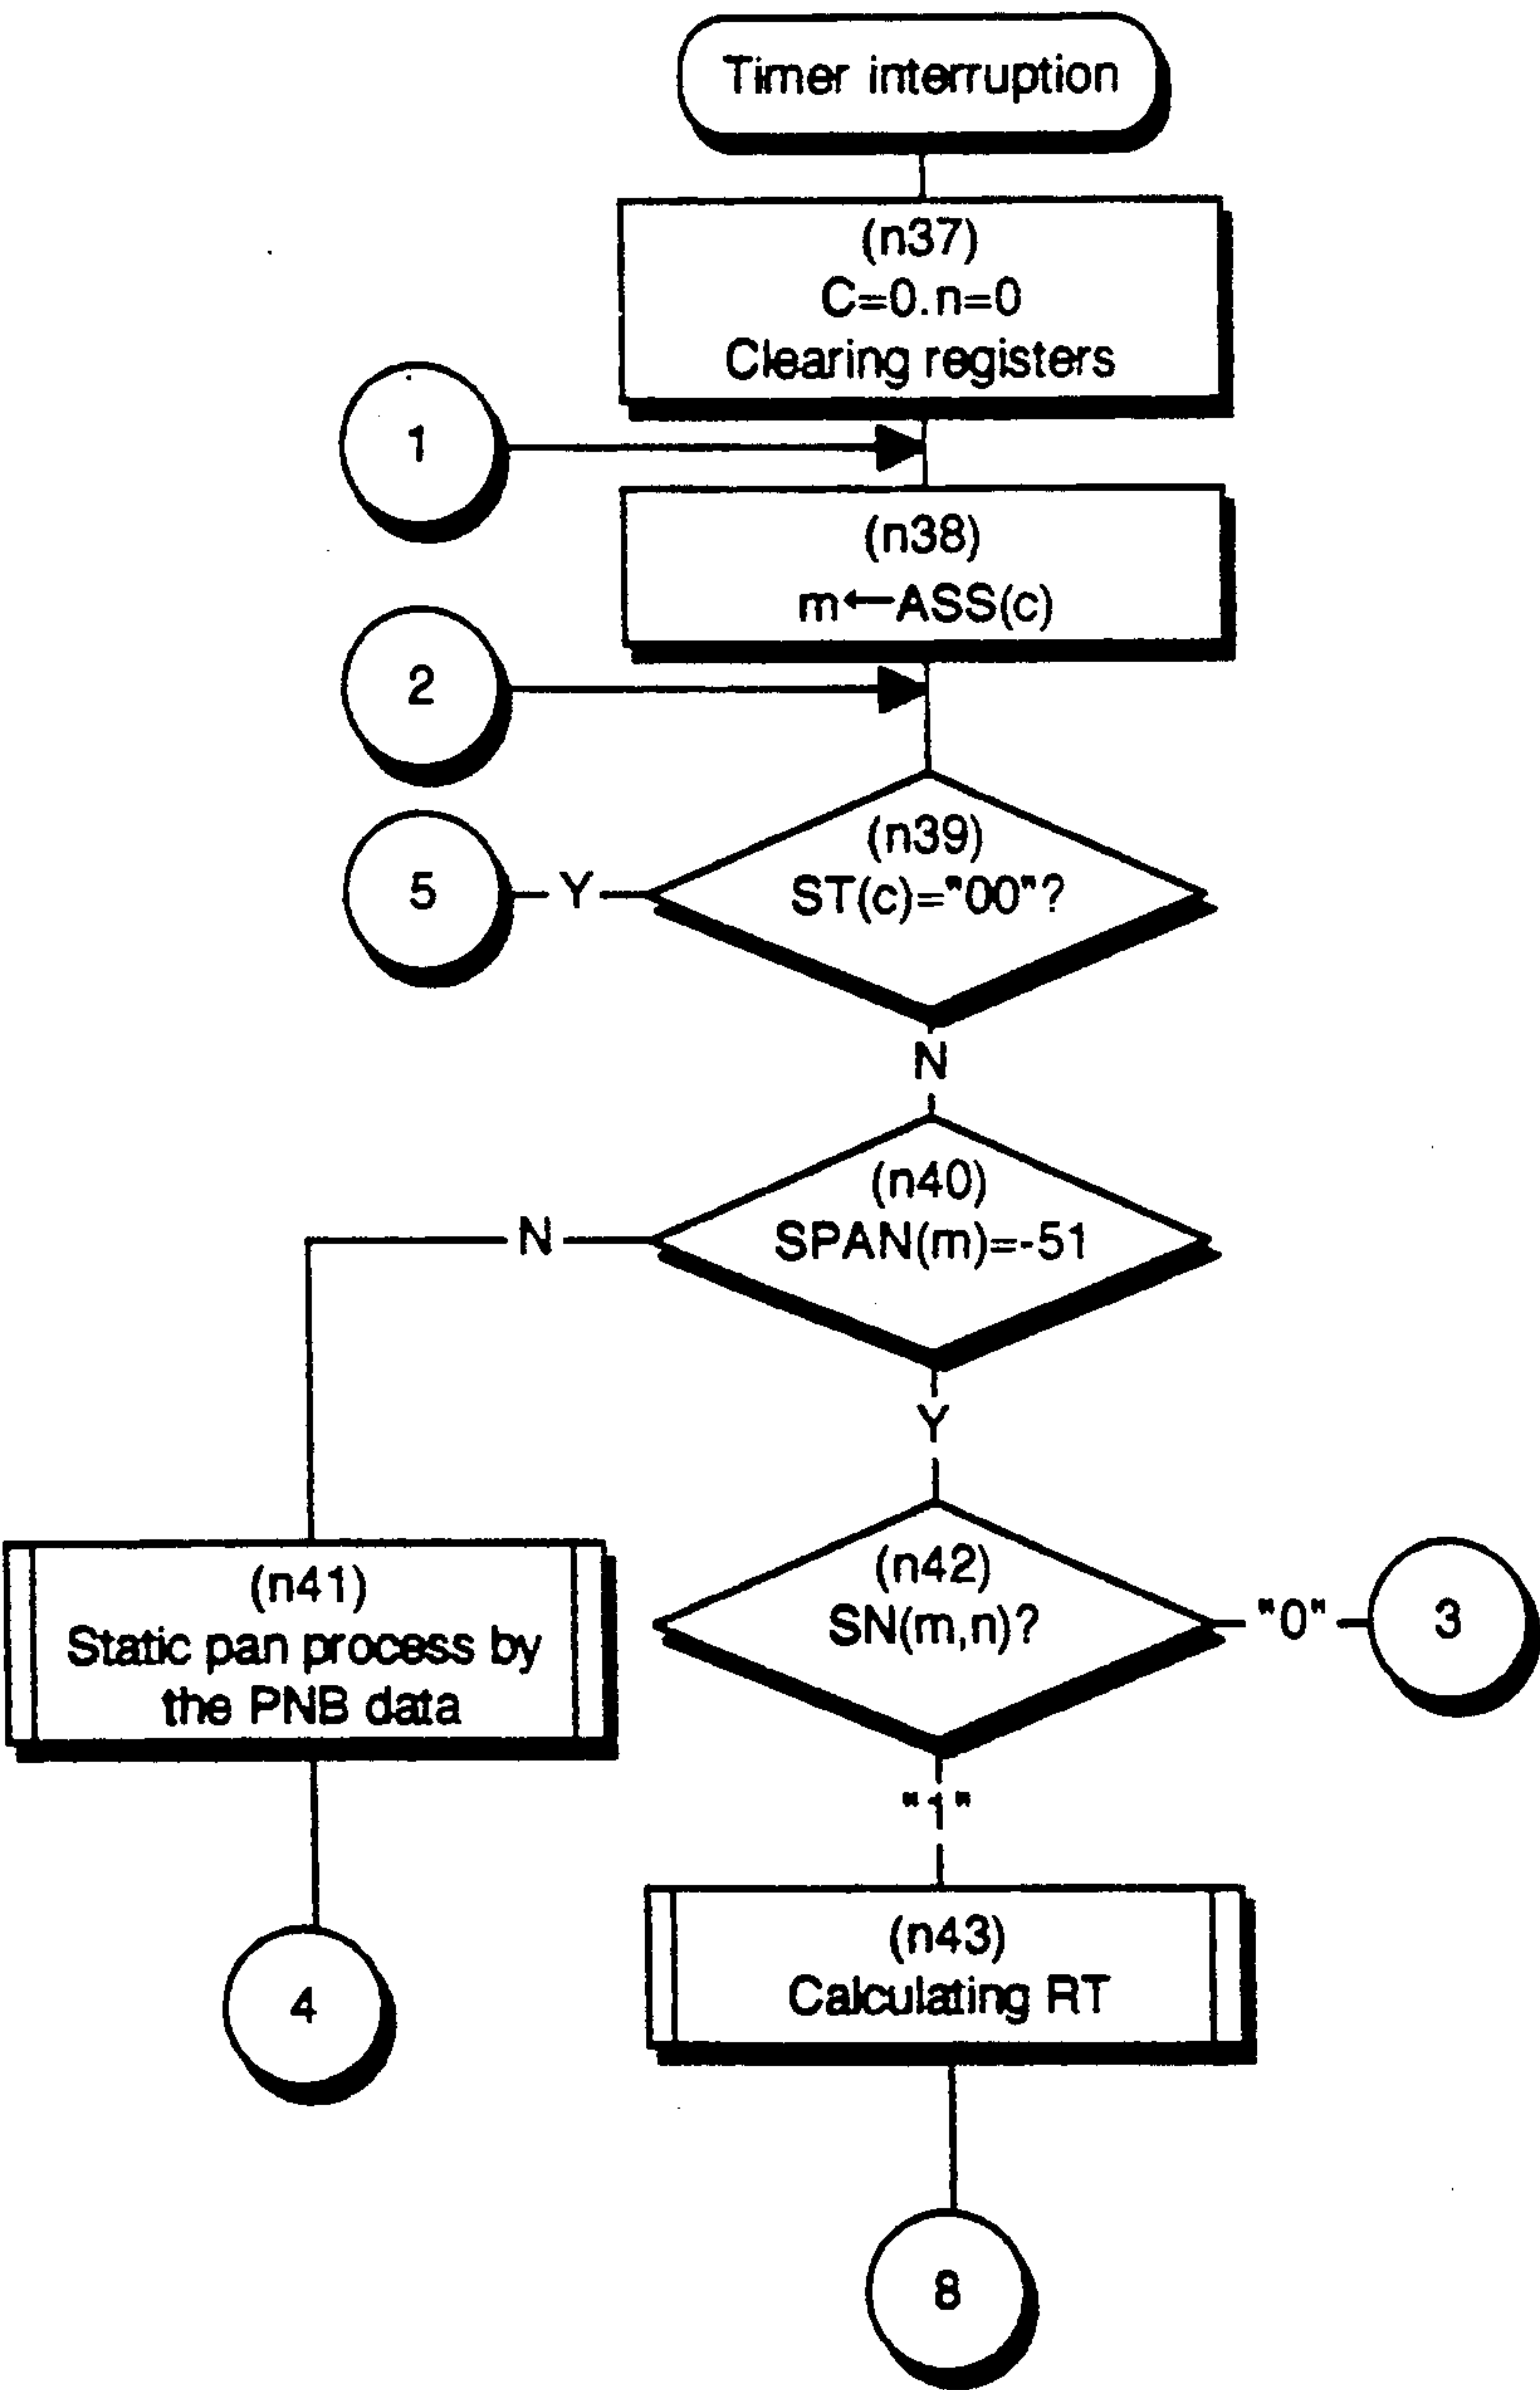 Timer interruption
(n37)
C=0.n=0
Clearing registers
1
(n38)
m←ASS(c)
2
(n39)
ST(c)="00"?
Y
5
N
(n40)
SPAN(m)=-51
N
Y
(n41)
Static pan process by
the PNB data
(n42)
SN(m,n)?
"0"
3
"1"
4
(n43)
Calculating RT
8